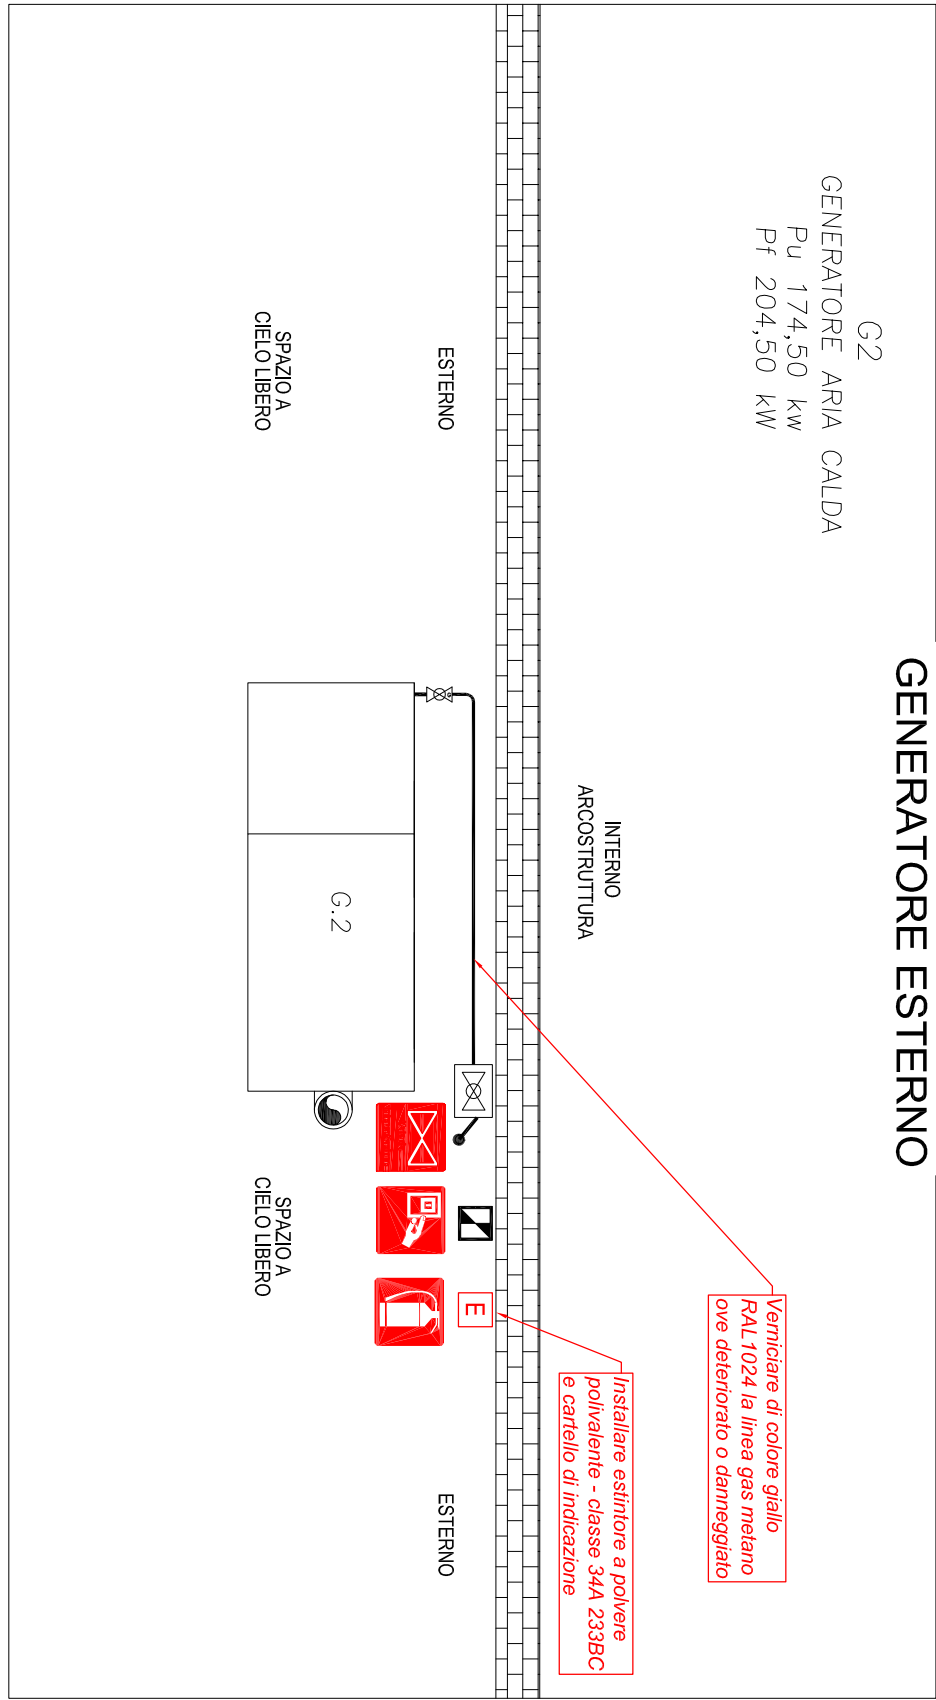 GENERATORE ESTERNO
G2
GENERATORE ARIA CALDA
Pu 174,50 kw
Pf 204,50 kW
Verniciare di colore giallo
RAL1024 la linea gas metano
ove deteriorato o danneggiato
INTERNO
ARCOSTRUTTURA
Installare estintore a polvere
polivalente - classe 34A 233BC
e cartello di indicazione
ESTERNO
E
ESTERNO
G.2
SPAZIO A
CIELO LIBERO
SPAZIO A
CIELO LIBERO